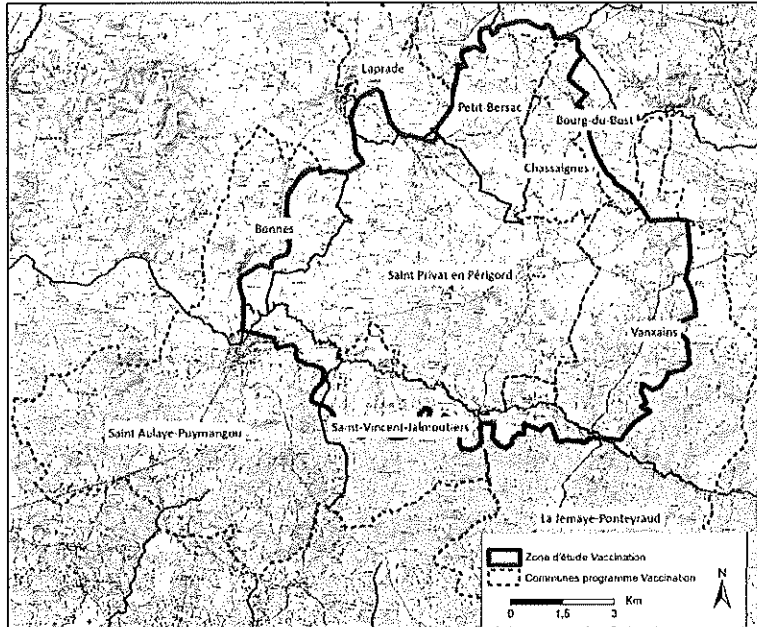 Laprade
Petit-Bersac
Bourg-du-Bost
Chassaignes
Bonnes
Saint Privat en Périgord
Vanxains
Saint Aulaye-Puymangou
Saint-Vincent-Jalmoutiers
La Jemaye-Ponteyraud
Zone d'étude Vaccination
Communes programme Vaccination
N
Km
0 1,5 3